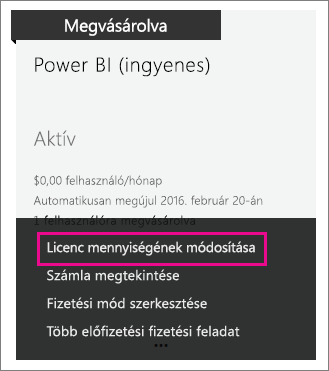 Megvásárolva
Power BI (ingyenes)
Aktív
$0,00 felhasználó/hónap
Automatikusan megújul 2016. február 20-án
1 felhasználóra megvásárolva
Licenc mennyiségének módosítása
Számla megtekintése
Fizetési mód szerkesztése
Több előfizetési fizetési feladat
...